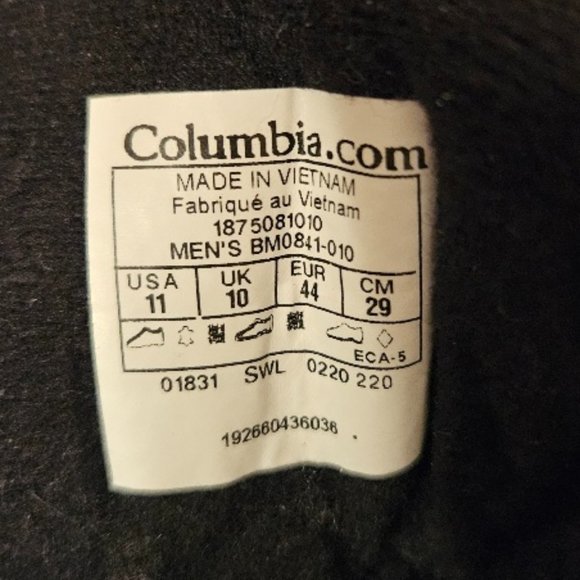 Columbia.com
MADE IN VIETNAM
Fabriqué au Vietnam
1875081010
MEN'S BM0841-010
USA UK EUR CM
11 10 44 29
ECA-5
01831 SWL 0220 220
192660436036